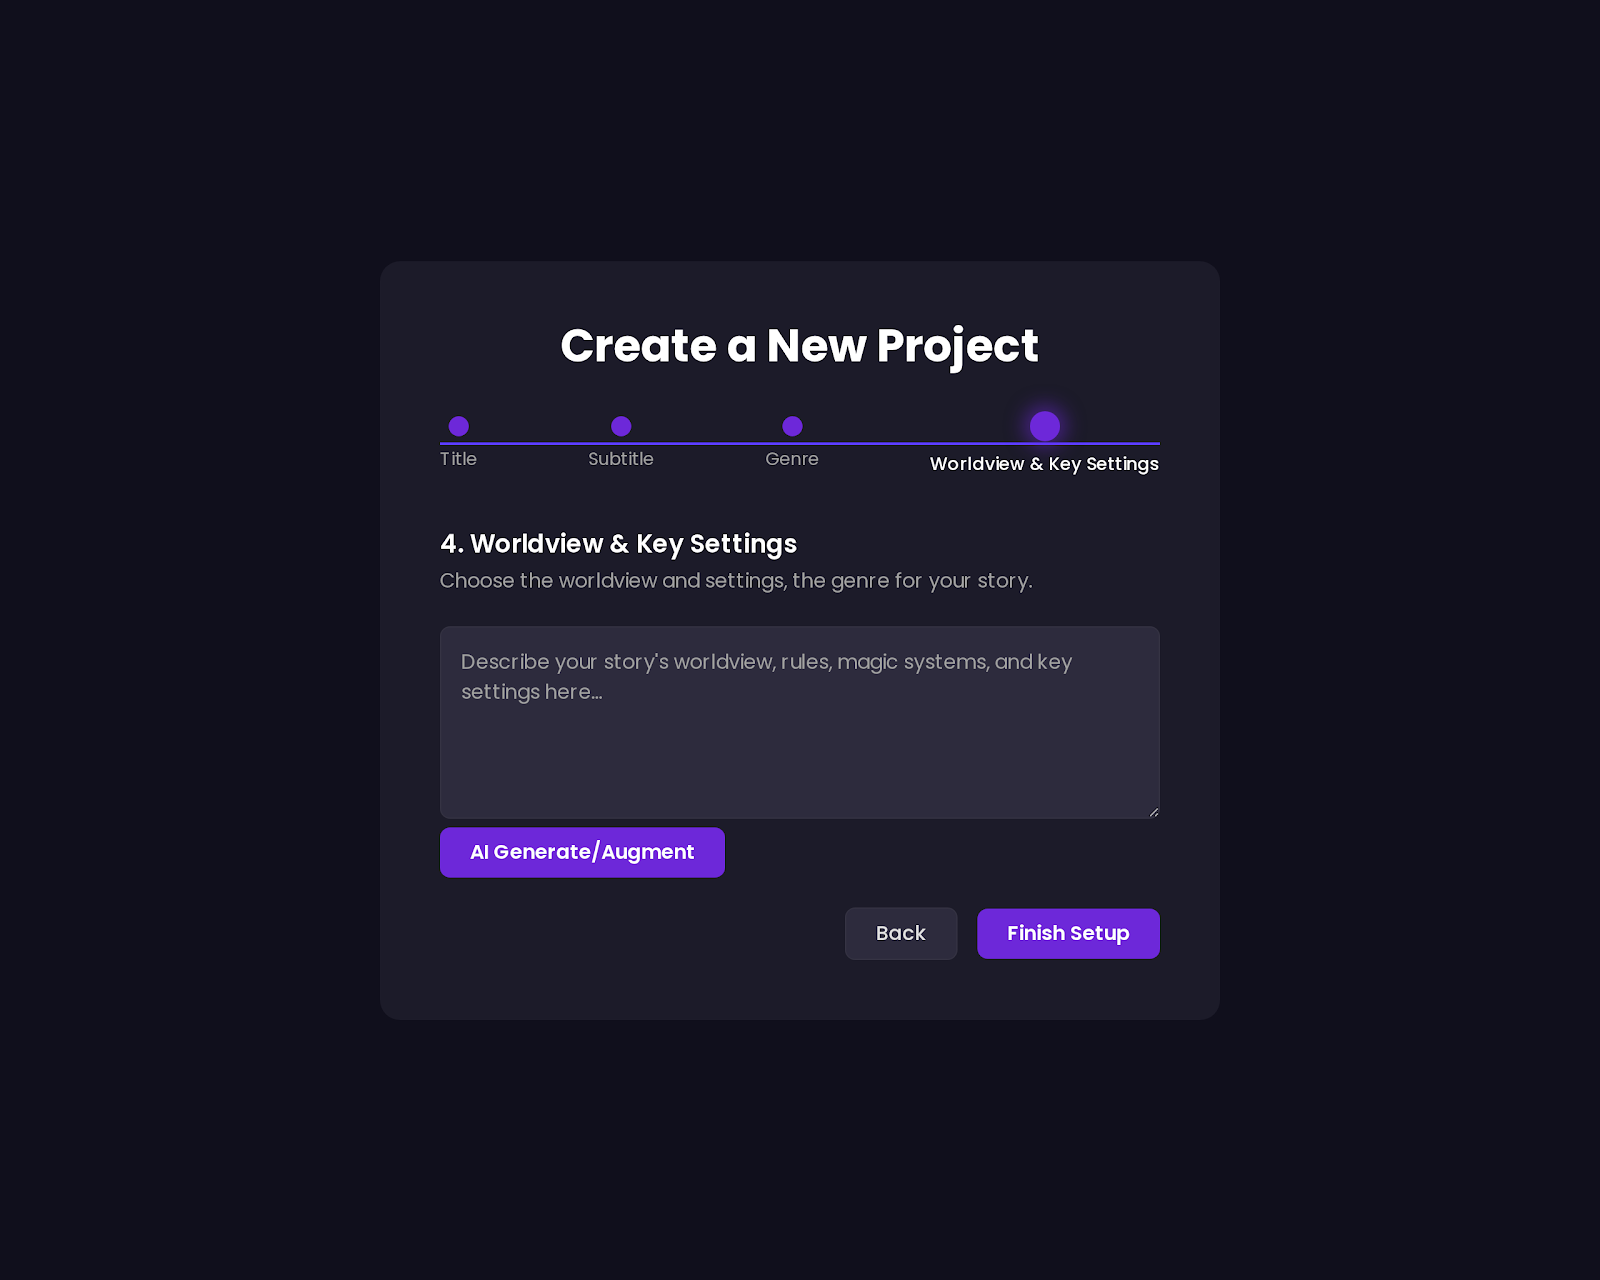 Create a New Project
Title
Subtitle
Genre
Worldview & Key Settings
4. Worldview & Key Settings
Choose the worldview and settings, the genre for your story.
Describe your story's worldview, rules, magic systems, and key
settings here...
AI Generate/Augment
Back
Finish Setup